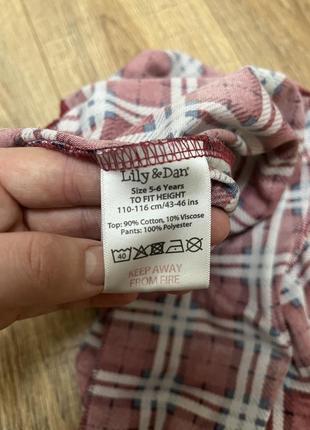 Lily & Dan
Size 5-6 Years
TO FIT HEIGHT
110-116 cm/43-46 ins
Top: 90% Cotton, 10% Viscose
Pants: 100% Polyester
40
KEEP AWAY
FROM FIRE